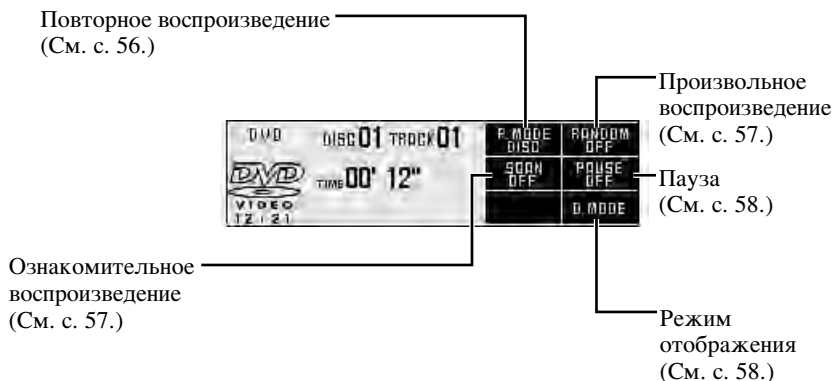 Повторное воспроизведение
(См. с. 56.)
Произвольное
воспроизведение
(См. с. 57.)
DVD DISC 01 TRACK 01
P.MODE
DISC
RANDOM
OFF
DVD
VIDEO
TIME 00' 12"
SCAN
OFF
PAUSE
OFF
Пауза
(См. с. 58.)
12:21
D.MODE
Ознакомительное
воспроизведение
(См. с. 57.)
Режим
отображения
(См. с. 58.)